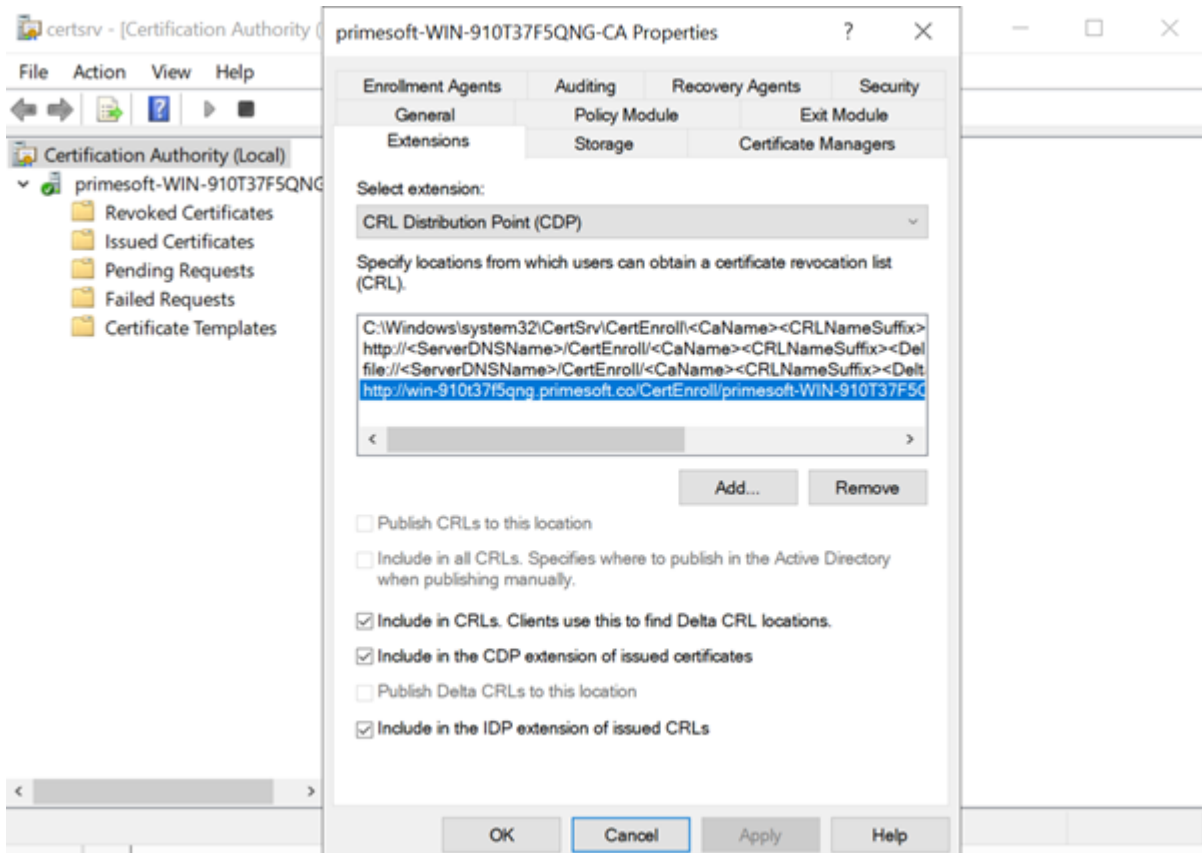 certsrv - [Certification Authority (
File Action View Help
Certification Authority (Local)
primesoft-WIN-910T37F5QNG
Revoked Certificates
Issued Certificates
Pending Requests
Failed Requests
Certificate Templates
primesoft-WIN-910T37F5QNG-CA Properties
Enrollment Agents Auditing Recovery Agents Security
General Policy Module Exit Module
Extensions Storage Certificate Managers
Select extension:
CRL Distribution Point (CDP)
Specify locations from which users can obtain a certificate revocation list
(CRL).
C:\Windows\system32\CertSrv\CertEnroll\<CaName><CRLNameSuffix>
http://<ServerDNSName>/CertEnroll/<CaName><CRLNameSuffix><Del
file://<ServerDNSName>/CertEnroll/<CaName><CRLNameSuffix><Delt
http://win-910t37f5qng.primesoft.co/CertEnroll/primesoft-WIN-910T37F5Q
Add... Remove
Publish CRLs to this location
Include in all CRLs. Specifies where to publish in the Active Directory
when publishing manually.
Include in CRLs. Clients use this to find Delta CRL locations.
Include in the CDP extension of issued certificates
Publish Delta CRLs to this location
Include in the IDP extension of issued CRLs
OK Cancel Apply Help